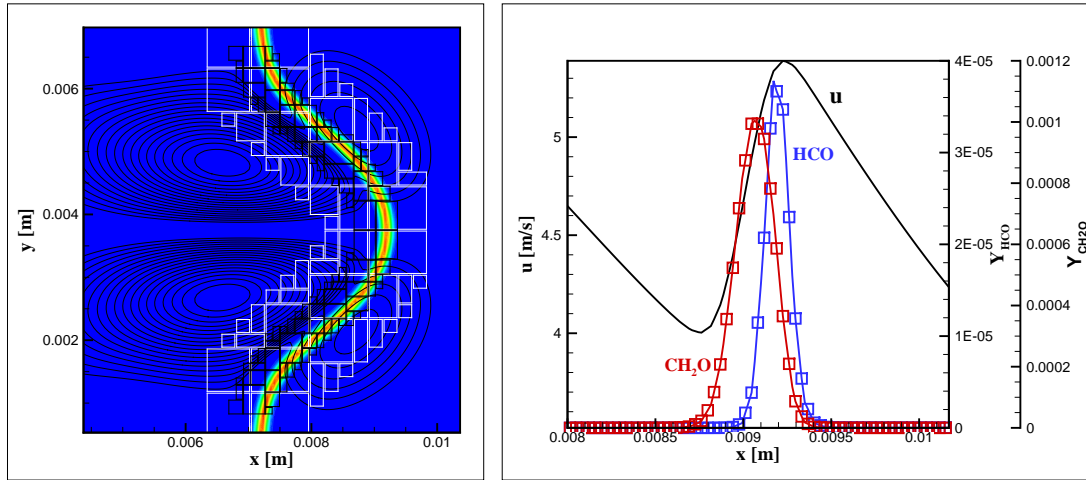 0.006
0.004
0.002
y [m]
0.006
0.008
0.01
x [m]
u
HCO
CH₂O
5
4.5
4
u [m/s]
0.008
0.0085
0.009
0.0095
0.01
x [m]
4E-05
3E-05
2E-05
1E-05
0
Y_HCO
0.0012
0.001
0.0008
0.0006
0.0004
0.0002
0
Y_CH2O